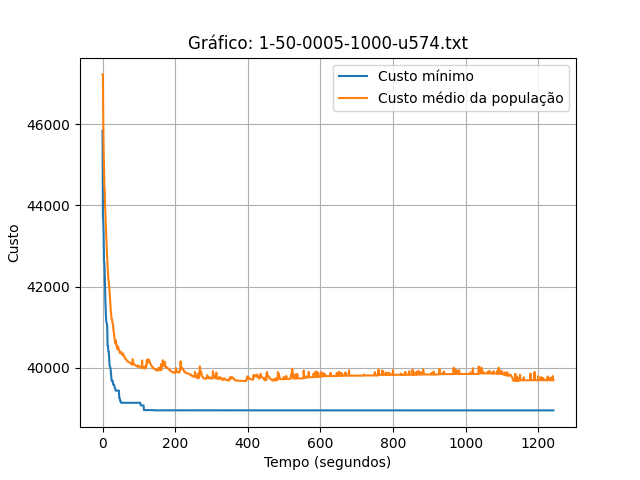 Gráfico: 1-50-0005-1000-u574.txt
Custo mínimo
Custo médio da população
46000
44000
42000
40000
Custo
0 200 400 600 800 1000 1200
Tempo (segundos)